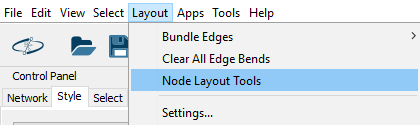 File Edit View Select Layout Apps Tools Help
Bundle Edges
Clear All Edge Bends
Control Panel
Node Layout Tools
Network Style Select
Settings...